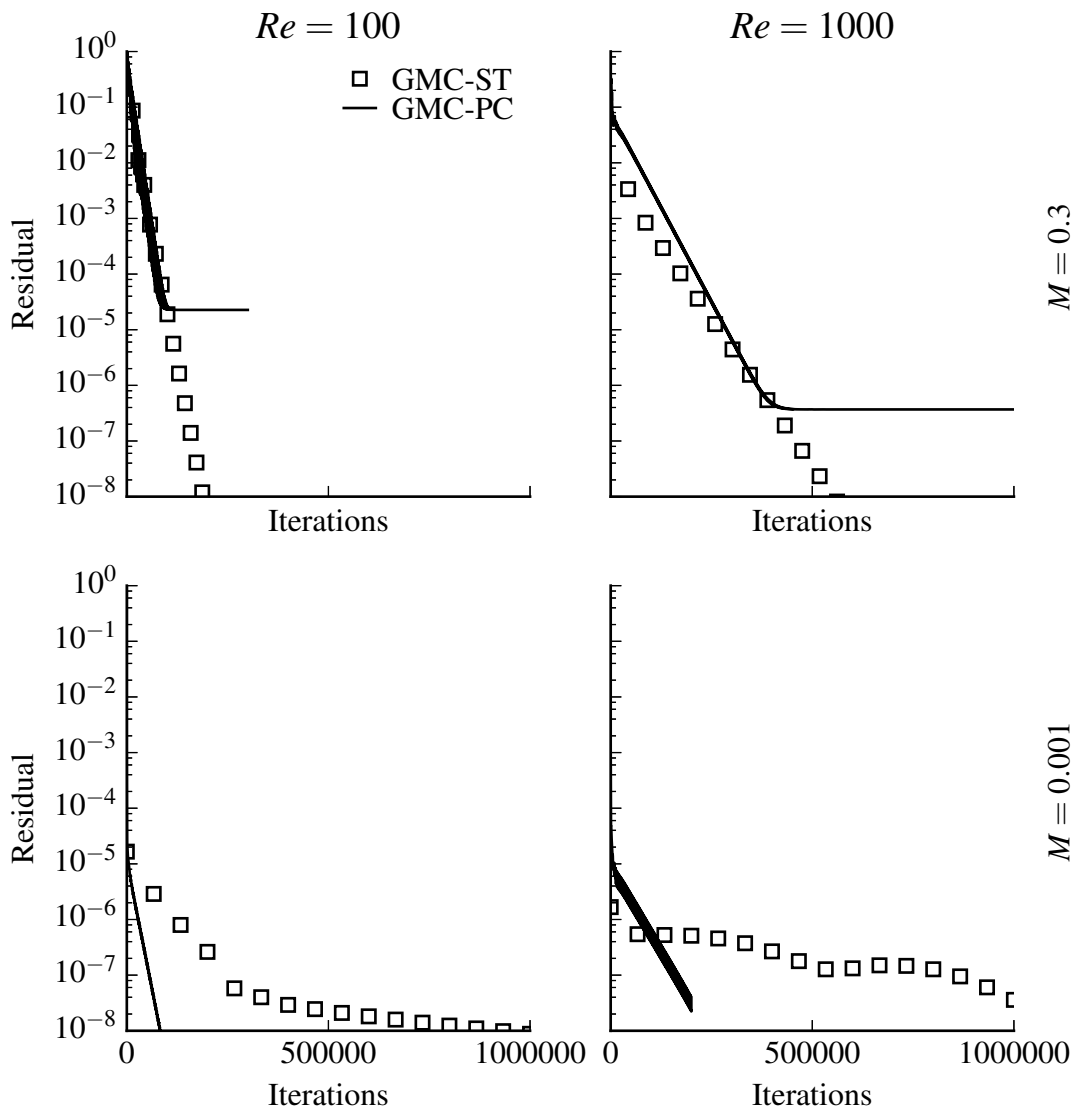 Re = 100
Re = 1000
10^0
10^-1
10^-2
10^-3
10^-4
10^-5
10^-6
10^-7
10^-8
Residual
GMC-ST
GMC-PC
Iterations
Iterations
M = 0.3
10^0
10^-1
10^-2
10^-3
10^-4
10^-5
10^-6
10^-7
10^-8
Residual
0
500000
1000000
0
500000
1000000
Iterations
Iterations
M = 0.001